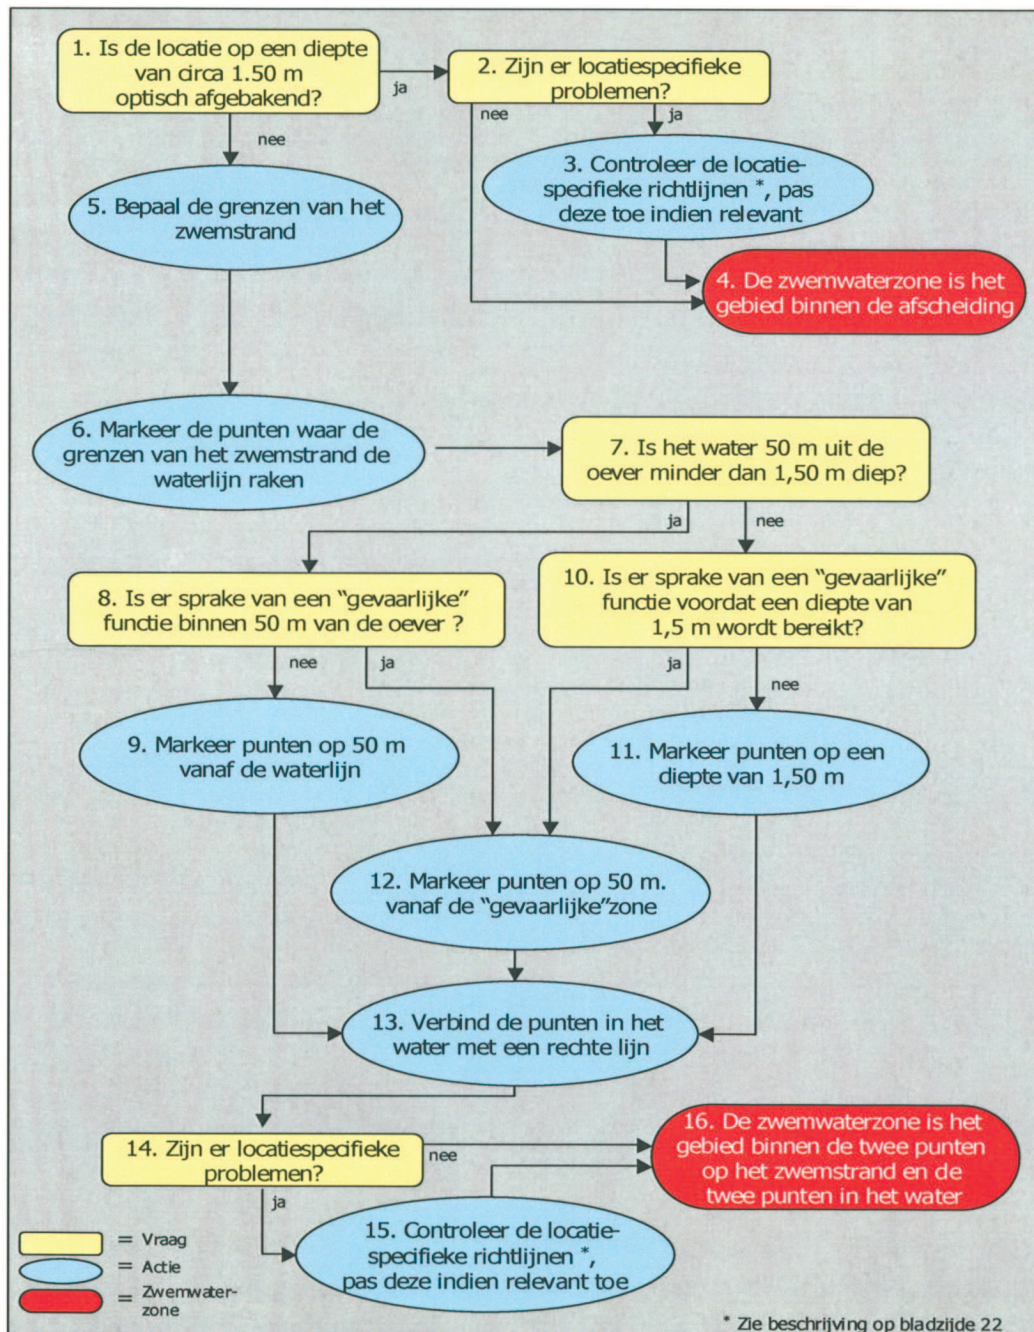 1. Is de locatie op een diepte
van circa 1.50 m
optisch afgebakend?
ja
nee
2. Zijn er locatiespecifieke
problemen?
nee
ja
3. Controleer de locatie-
specifieke richtlijnen *, pas
deze toe indien relevant
4. De zwemwaterzone is het
gebied binnen de afscheiding
5. Bepaal de grenzen van het
zwemstrand
6. Markeer de punten waar de
grenzen van het zwemstrand de
waterlijn raken
7. Is het water 50 m uit de
oever minder dan 1,50 m diep?
ja
nee
8. Is er sprake van een “gevaarlijke”
functie binnen 50 m van de oever ?
nee
ja
10. Is er sprake van een “gevaarlijke”
functie voordat een diepte van
1,5 m wordt bereikt?
ja
nee
9. Markeer punten op 50 m
vanaf de waterlijn
11. Markeer punten op een
diepte van 1,50 m
12. Markeer punten op 50 m.
vanaf de “gevaarlijke”zone
13. Verbind de punten in het
water met een rechte lijn
14. Zijn er locatiespecifieke
problemen?
nee
ja
16. De zwemwaterzone is het
gebied binnen de twee punten
op het zwemstrand en de
twee punten in het water
15. Controleer de locatie-
specifieke richtlijnen *,
pas deze indien relevant toe
= Vraag
= Actie
= Zwemwater-
zone
* Zie beschrijving op bladzijde 22